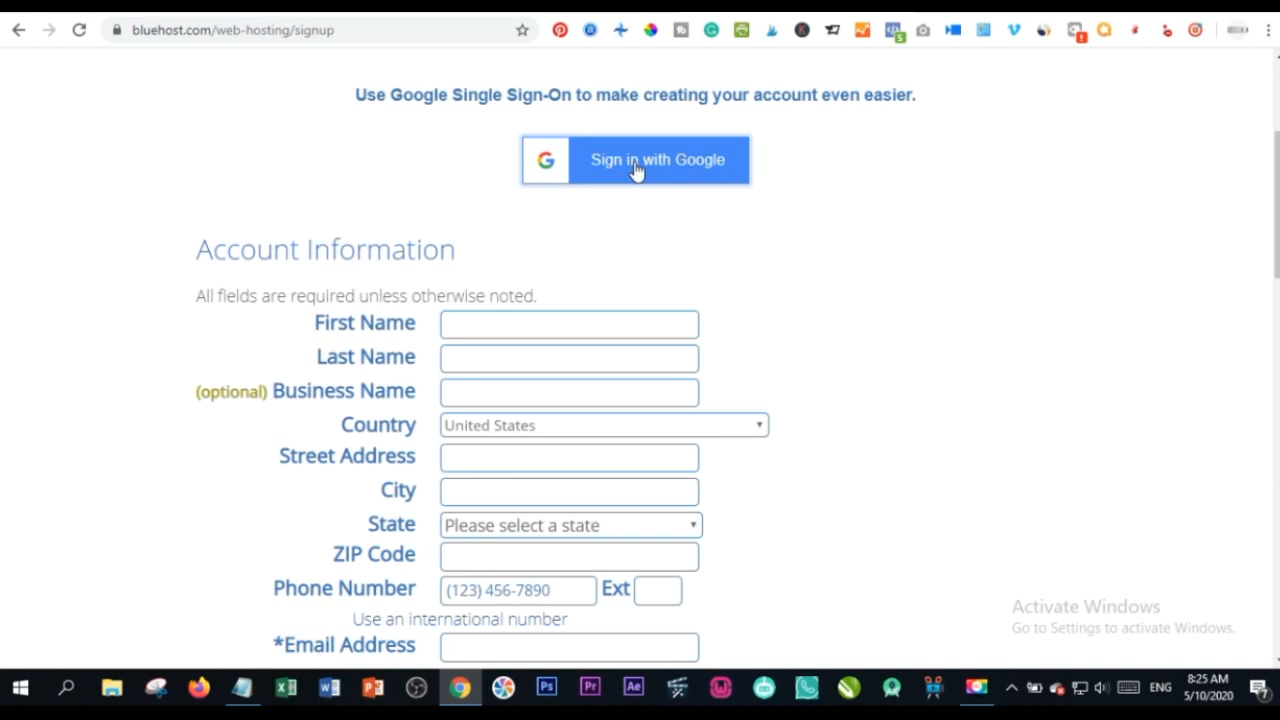 bluehost.com/web-hosting/signup
Use Google Single Sign-On to make creating your account even easier.
G Sign in with Google
Account Information
All fields are required unless otherwise noted.
First Name
Last Name
(optional) Business Name
Country United States
Street Address
City
State Please select a state
ZIP Code
Phone Number (123) 456-7890 Ext
Use an international number
*Email Address
Activate Windows
Go to Settings to activate Windows.
Ps Pr Ae
ENG
8:25 AM
5/10/2020